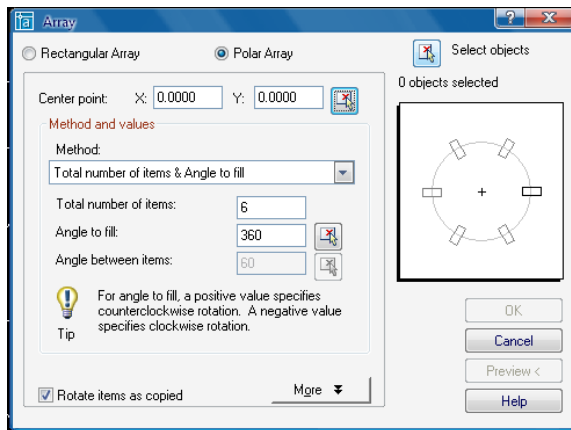 Array
Rectangular Array
Polar Array
Select objects
0 objects selected
Center point: X: 0.0000 Y: 0.0000
Method and values
Method:
Total number of items & Angle to fill
Total number of items: 6
Angle to fill: 360
Angle between items: 60
For angle to fill, a positive value specifies
counterclockwise rotation. A negative value
specifies clockwise rotation.
Tip
Rotate items as copied
More
OK
Cancel
Preview <
Help